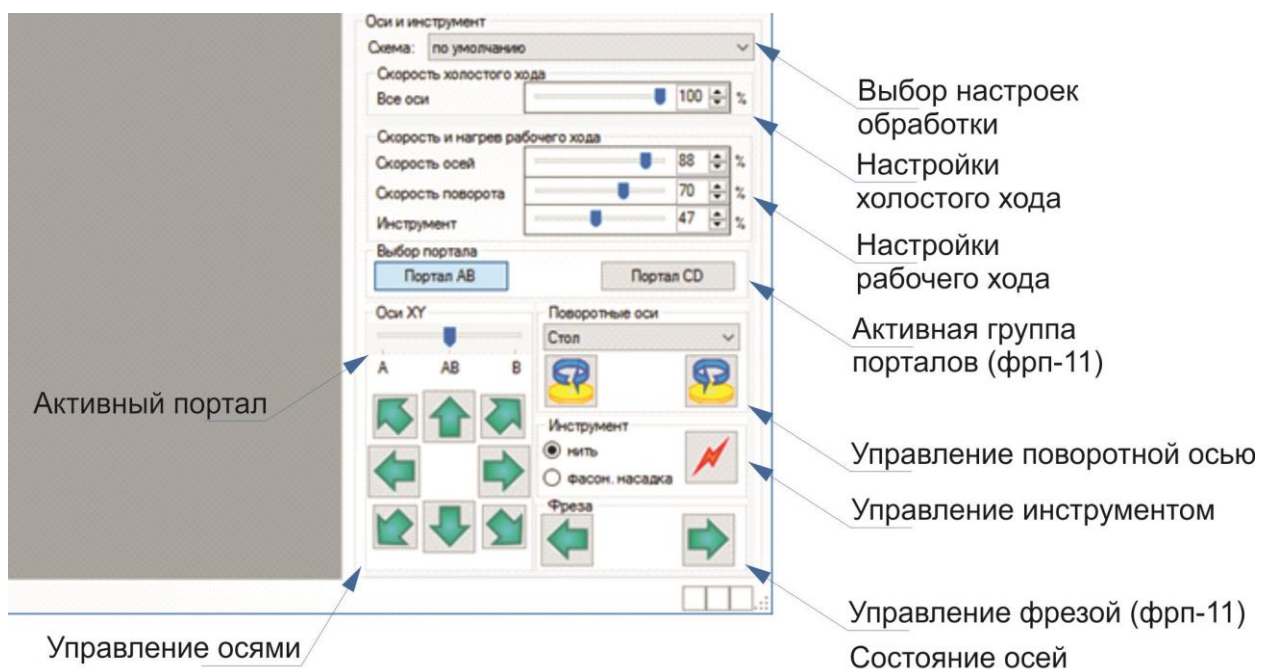 Оси и инструмент
Схема: по умолчанию
Скорость холостого хода
Все оси 100 %
Скорость и нагрев рабочего хода
Скорость осей 88 %
Скорость поворота 70 %
Инструмент 47 %
Выбор портала
Портал AB Портал CD
Оси XY
A AB B
Поворотные оси
Стол
Инструмент
нить
фасон. насадка
Фреза
Выбор настроек
обработки
Настройки
холостого хода
Настройки
рабочего хода
Активная группа
порталов (фрп-11)
Активный портал
Управление поворотной осью
Управление инструментом
Управление фрезой (фрп-11)
Управление осями
Состояние осей